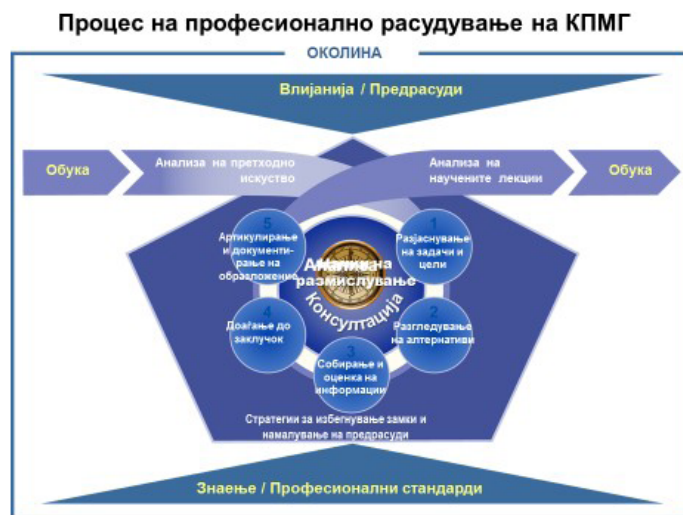 Процес на професионално расудување на КПМГ
ОКОЛИНА
Влијанија / Предрасуди
Обука
Анализа на претходно
искуство
Анализа на
научените лекции
Обука
1
Разјаснување
на задачи и
цели
2
Разгледување
на алтернативи
3
Собирање и
оценка на
информации
4
Доаѓање до
заклучок
5
Артикулирање
и документи-
рање на
образложение
на
размислување
Консултација
Стратегии за избегнување замки и
намалување на предрасуди
Знаење / Професионални стандарди